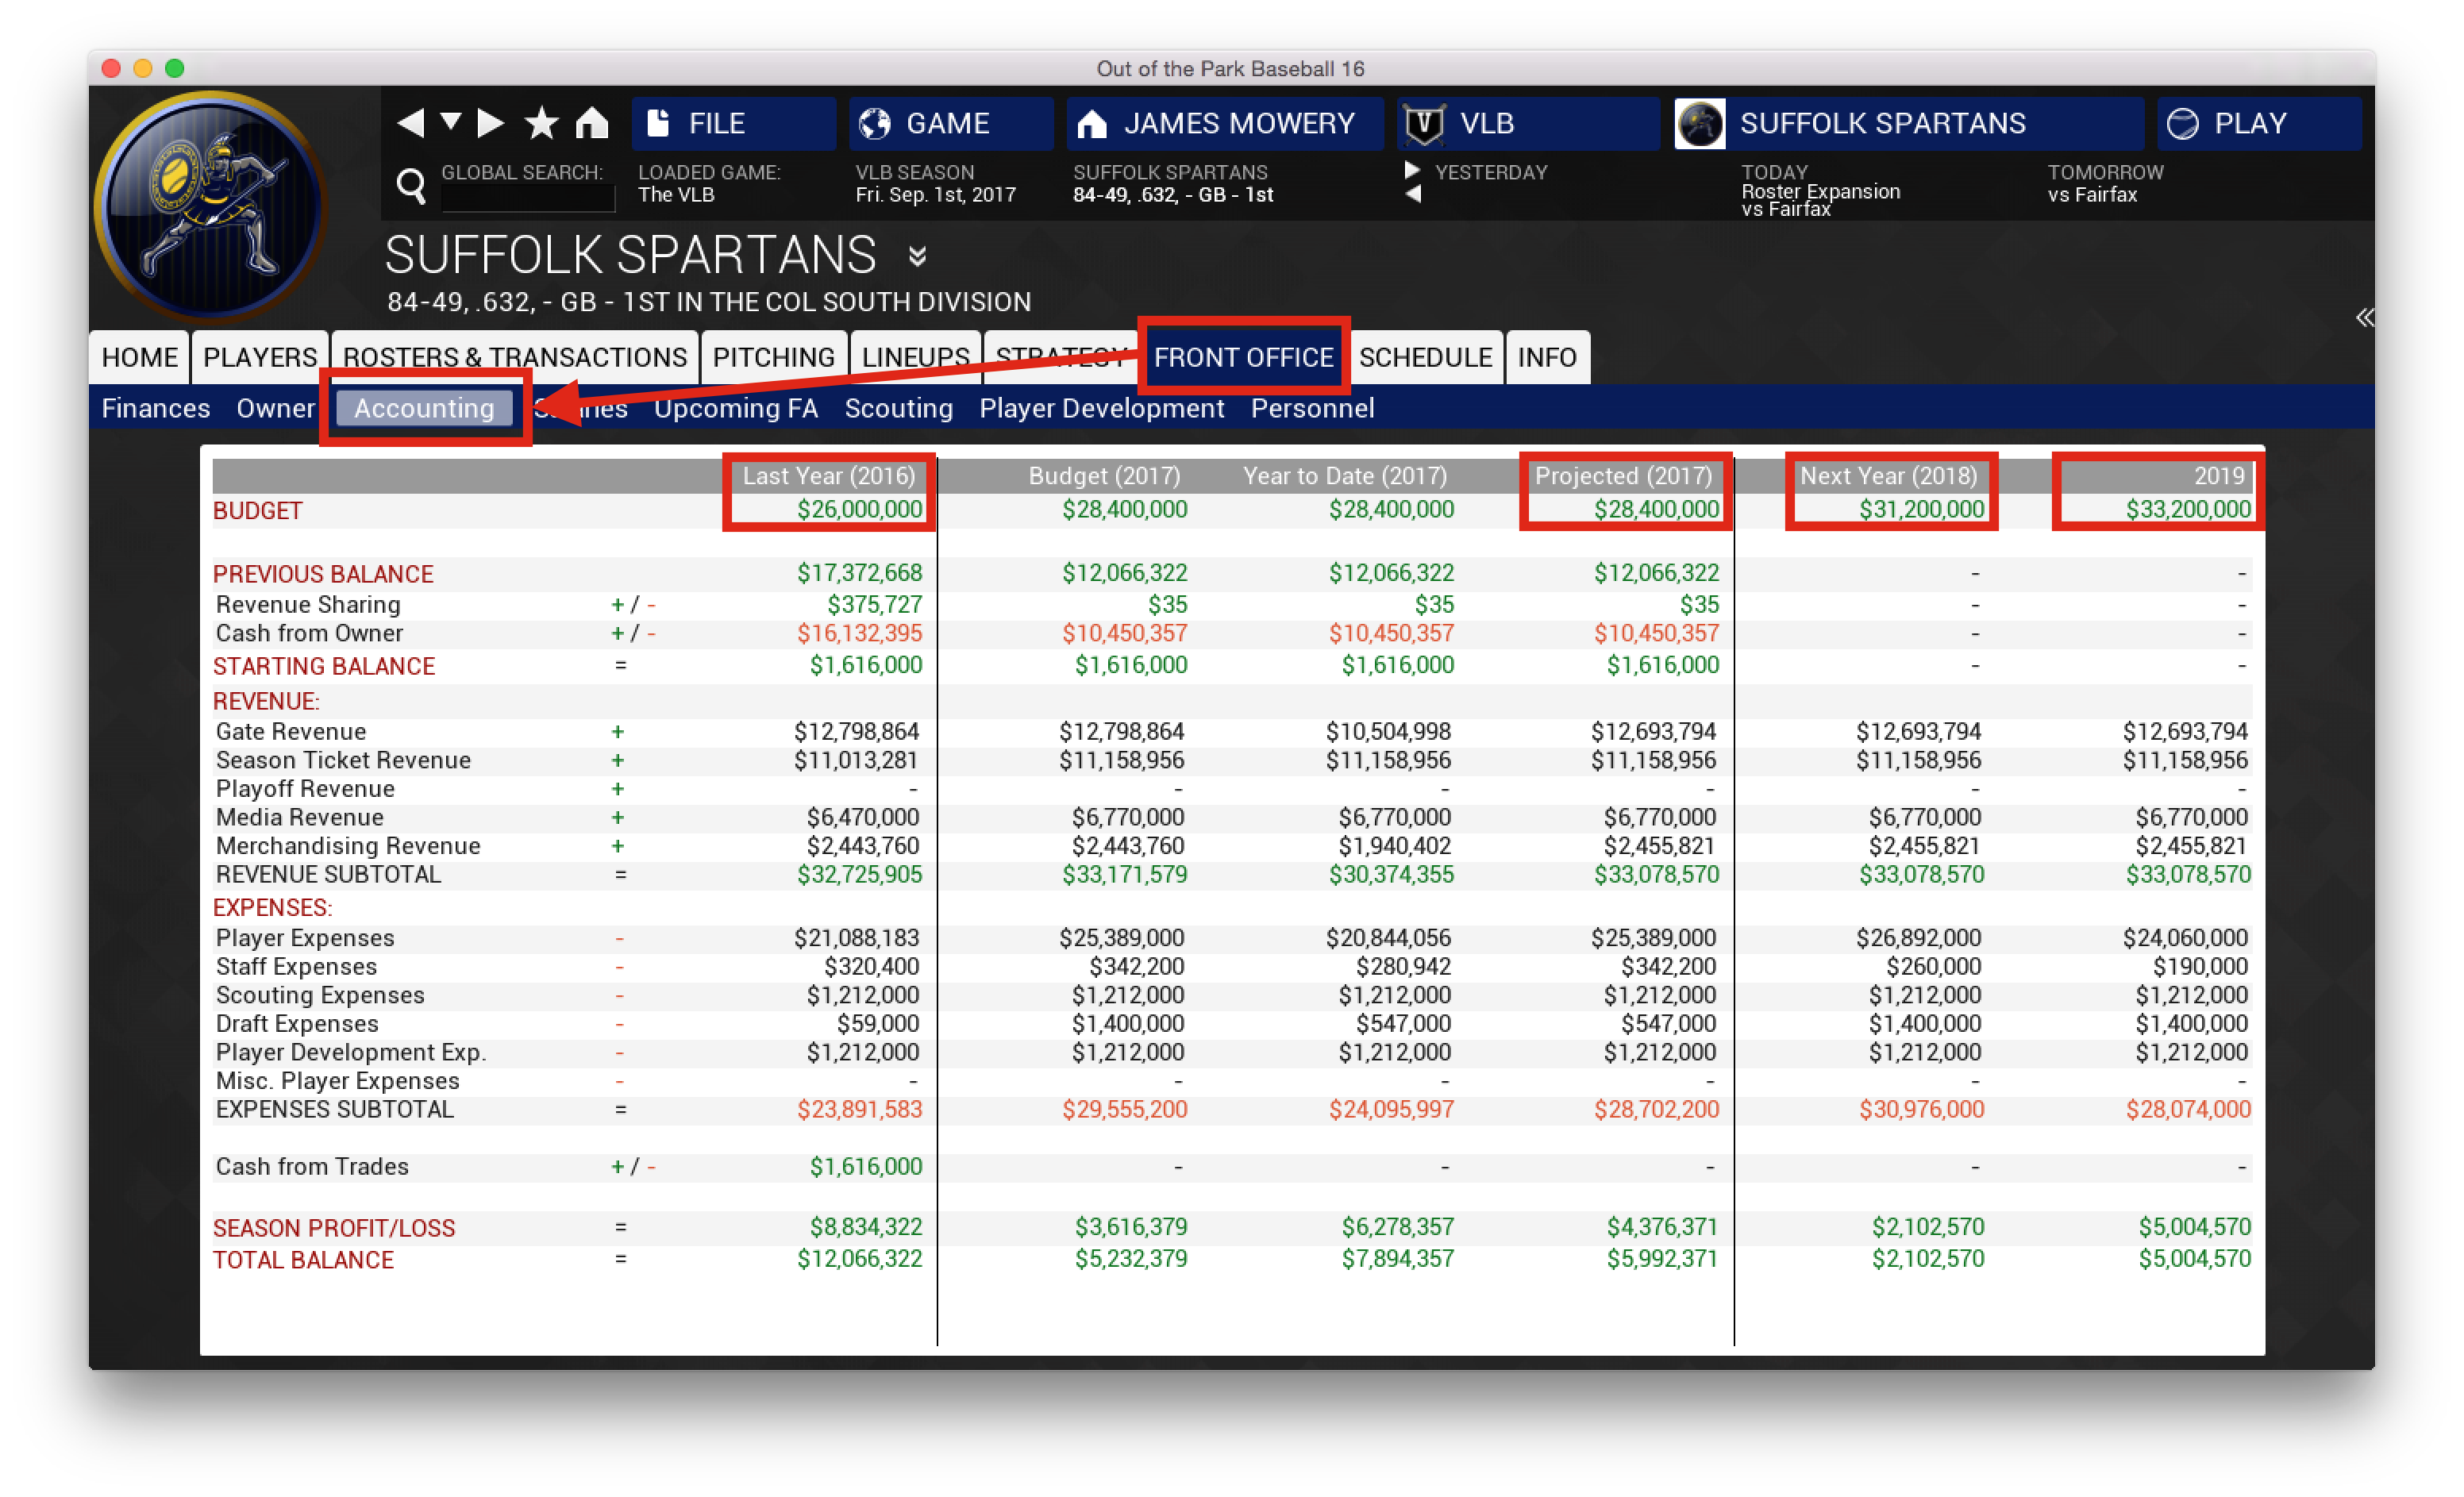 Out of the Park Baseball 16
FILE GAME JAMES MOWERY VLB SUFFOLK SPARTANS PLAY
GLOBAL SEARCH: LOADED GAME: VLB SEASON SUFFOLK SPARTANS YESTERDAY TODAY TOMORROW
The VLB Fri. Sep. 1st, 2017 84-49, .632, - GB - 1st Roster Expansion vs Fairfax
vs Fairfax
SUFFOLK SPARTANS
84-49, .632, - GB - 1ST IN THE COL SOUTH DIVISION
HOME PLAYERS ROSTERS & TRANSACTIONS PITCHING LINEUPS STRATEGY FRONT OFFICE SCHEDULE INFO
Finances Owner Accounting Upcoming FA Scouting Player Development Personnel
Last Year (2016) Budget (2017) Year to Date (2017) Projected (2017) Next Year (2018) 2019
BUDGET $26,000,000 $28,400,000 $28,400,000 $28,400,000 $31,200,000 $33,200,000
PREVIOUS BALANCE $17,372,668 $12,066,322 $12,066,322 $12,066,322 - -
Revenue Sharing + / - $375,727 $35 $35 $35 - -
Cash from Owner + / - $16,132,395 $10,450,357 $10,450,357 $10,450,357 - -
STARTING BALANCE = $1,616,000 $1,616,000 $1,616,000 $1,616,000 - -
REVENUE:
Gate Revenue + $12,798,864 $12,798,864 $10,504,998 $12,693,794 $12,693,794 $12,693,794
Season Ticket Revenue + $11,013,281 $11,158,956 $11,158,956 $11,158,956 $11,158,956 $11,158,956
Playoff Revenue + - - - - - -
Media Revenue + $6,470,000 $6,770,000 $6,770,000 $6,770,000 $6,770,000 $6,770,000
Merchandising Revenue + $2,443,760 $2,443,760 $1,940,402 $2,455,821 $2,455,821 $2,455,821
REVENUE SUBTOTAL = $32,725,905 $33,171,579 $30,374,355 $33,078,570 $33,078,570 $33,078,570
EXPENSES:
Player Expenses - $21,088,183 $25,389,000 $20,844,056 $25,389,000 $26,892,000 $24,060,000
Staff Expenses - $320,400 $342,200 $280,942 $342,200 $260,000 $190,000
Scouting Expenses - $1,212,000 $1,212,000 $1,212,000 $1,212,000 $1,212,000 $1,212,000
Draft Expenses - $59,000 $1,400,000 $547,000 $547,000 $1,400,000 $1,400,000
Player Development Exp. - $1,212,000 $1,212,000 $1,212,000 $1,212,000 $1,212,000 $1,212,000
Misc. Player Expenses - - - - - - -
EXPENSES SUBTOTAL = $23,891,583 $29,555,200 $24,095,997 $28,702,200 $30,976,000 $28,074,000
Cash from Trades + / - $1,616,000 - - - - -
SEASON PROFIT/LOSS = $8,834,322 $3,616,379 $6,278,357 $4,376,371 $2,102,570 $5,004,570
TOTAL BALANCE = $12,066,322 $5,232,379 $7,894,357 $5,992,371 $2,102,570 $5,004,570